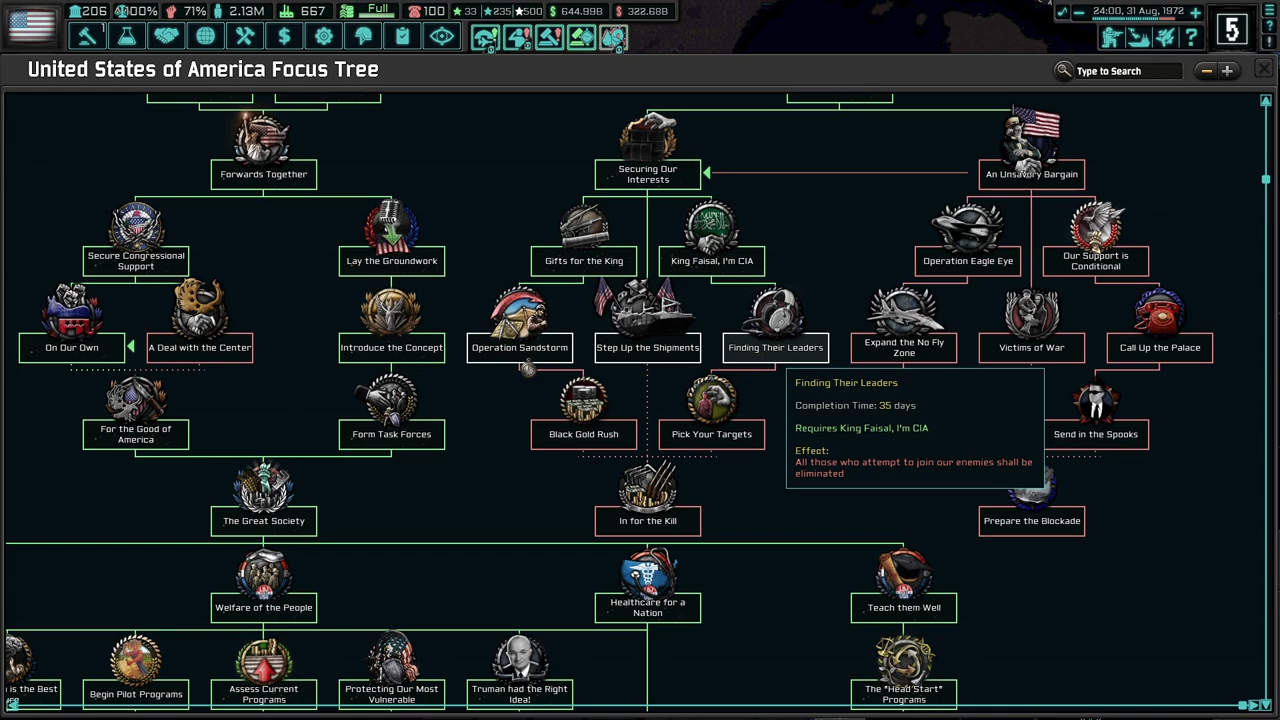 206 400% 71% 2.13M 667 Full 100 33 235 500 $ 644.998 $ 322.688
24:00, 31 Aug, 1972
5
United States of America Focus Tree
Type to Search
Forwards Together
Securing Our
Interests
An Unsavory Bargain
Secure Congressional
Support
Lay the Groundwork
Gifts for the King
King Faisal, I'm CIA
Operation Eagle Eye
Our Support is
Conditional
On Our Own
A Deal with the Center
Introduce the Concept
Operation Sandstorm
Step Up the Shipments
Finding Their Leaders
Expand the No Fly
Zone
Victims of War
Call Up the Palace
Finding Their Leaders
Completion Time: 35 days
Requires King Faisal, I'm CIA
Effect:
All those who attempt to join our enemies shall be
eliminated
For the Good of
America
Form Task Forces
Black Gold Rush
Pick Your Targets
Send in the Spooks
The Great Society
In for the Kill
Prepare the Blockade
Welfare of the People
Healthcare for a
Nation
Teach them Well
is the Best
Begin Pilot Programs
Assess Current
Programs
Protecting Our Most
Vulnerable
Truman had the Right
Idea!
The "Head Start"
Programs